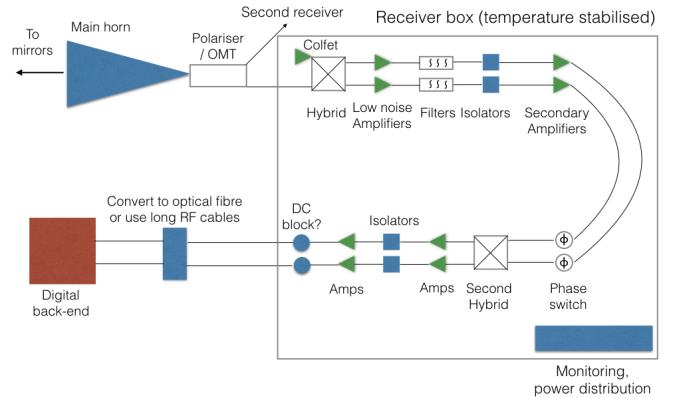 Second receiver
Receiver box (temperature stabilised)
To
mirrors
Main horn
Polariser
/ OMT
Colfet
Hybrid
Low noise
Amplifiers
Filters
Isolators
Secondary
Amplifiers
Convert to optical fibre
or use long RF cables
DC
block?
Isolators
ϕ
ϕ
Digital
back-end
Amps
Amps
Second
Hybrid
Phase
switch
Monitoring,
power distribution